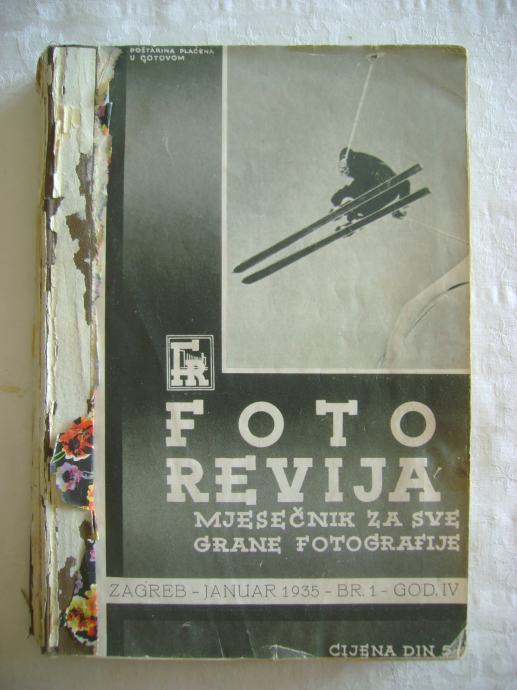 POŠTARINA PLAĆENA
U GOTOVOM
FR
FOTO
REVIJA
MJESEČNIK ZA SVE
GRANE FOTOGRAFIJE
ZAGREB - JANUAR 1935 - BR. 1 - GOD. IV
CIJENA DIN 5